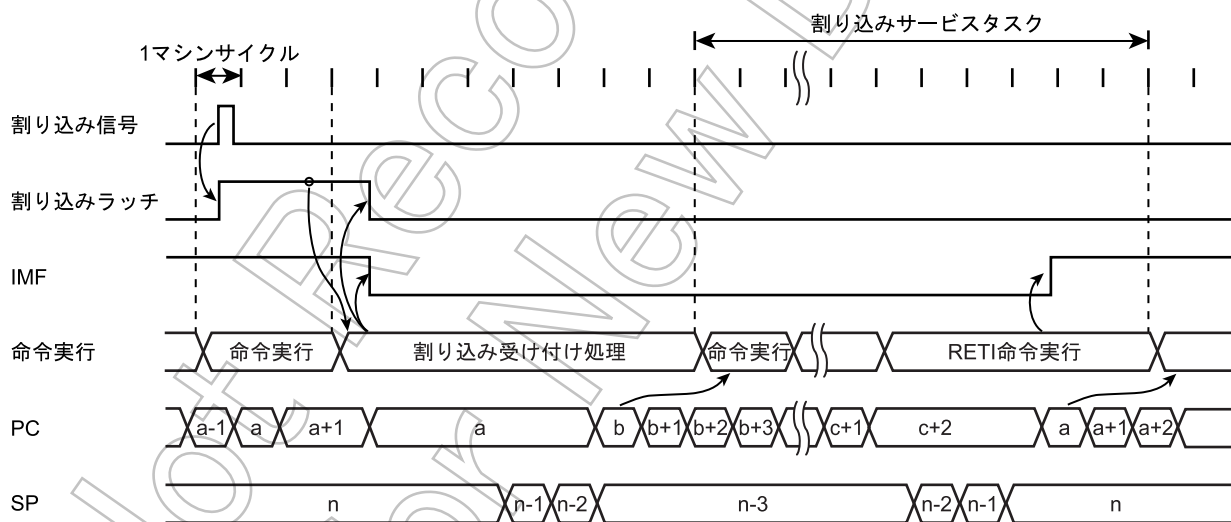 割り込みサービスタスク
1マシンサイクル
割り込み信号
割り込みラッチ
IMF
命令実行 命令実行 割り込み受け付け処理 命令実行 RETI命令実行
PC a-1 a a+1 a b b+1 b+2 b+3 c+1 c+2 a a+1 a+2
SP n n-1 n-2 n-3 n-2 n-1 n